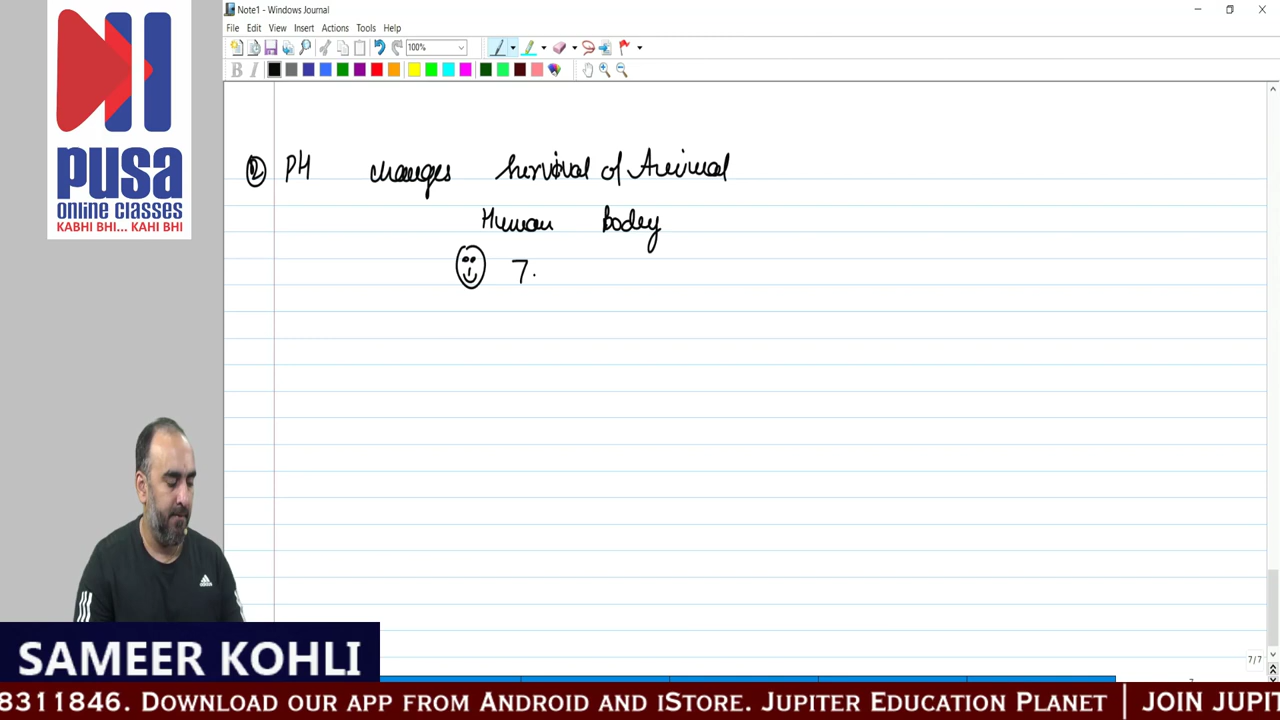 Note1 - Windows Journal
File Edit View Insert Actions Tools Help
100%
B I
PUSA
ONLINE CLASSES
KABHI BHI... KAHI BHI
② PH changes Survival of Animal
Human Body
7.
7/7
SAMEER KOHLI
8311846. Download our app from Android and iStore. Jupiter Education Planet | JOIN JUPIT